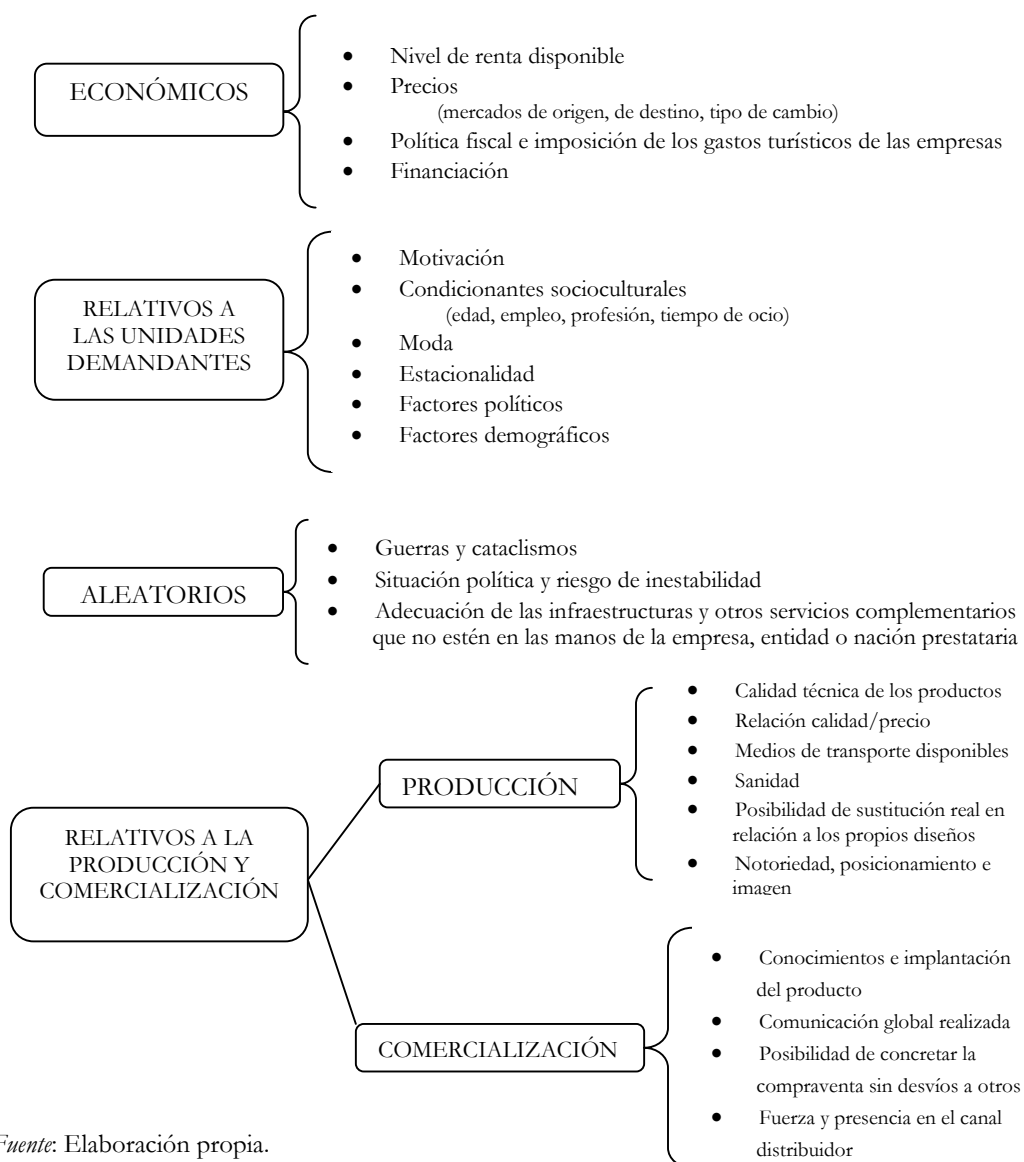 ECONÓMICOS
• Nivel de renta disponible
• Precios
(mercados de origen, de destino, tipo de cambio)
• Política fiscal e imposición de los gastos turísticos de las empresas
• Financiación
RELATIVOS A
LAS UNIDADES
DEMANDANTES
• Motivación
• Condicionantes socioculturales
(edad, empleo, profesión, tiempo de ocio)
• Moda
• Estacionalidad
• Factores políticos
• Factores demográficos
ALEATORIOS
• Guerras y cataclismos
• Situación política y riesgo de inestabilidad
• Adecuación de las infraestructuras y otros servicios complementarios
que no estén en las manos de la empresa, entidad o nación prestataria
RELATIVOS A LA
PRODUCCIÓN Y
COMERCIALIZACIÓN
PRODUCCIÓN
• Calidad técnica de los productos
• Relación calidad/precio
• Medios de transporte disponibles
• Sanidad
• Posibilidad de sustitución real en
relación a los propios diseños
• Notoriedad, posicionamiento e
imagen
COMERCIALIZACIÓN
• Conocimientos e implantación
del producto
• Comunicación global realizada
• Posibilidad de concretar la
compraventa sin desvíos a otros
• Fuerza y presencia en el canal
distribuidor
Fuente: Elaboración propia.